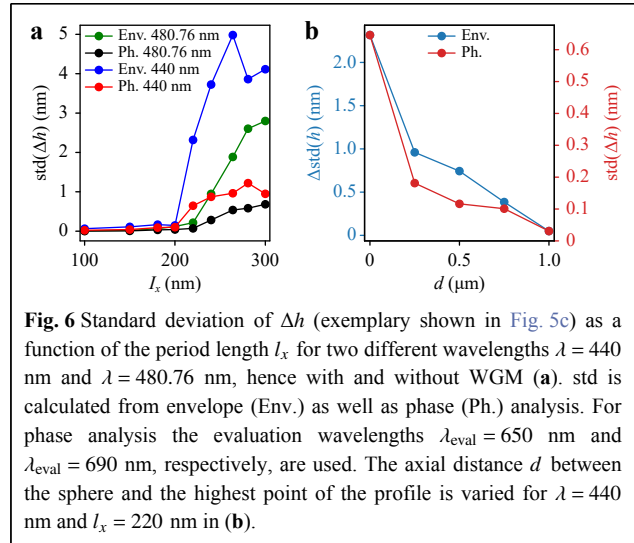 a
b
Env. 480.76 nm
Ph. 480.76 nm
Env. 440 nm
Ph. 440 nm
Env.
Ph.
5
4
3
2
1
0
std(Δh) (nm)
100
200
300
I_x (nm)
2.0
1.5
1.0
0.5
0.0
Δstd(h) (nm)
0.6
0.5
0.4
0.3
0.2
0.1
0
std(Δh) (nm)
0
0.5
1.0
d (μm)
Fig. 6 Standard deviation of Δh (exemplary shown in Fig. 5c) as a
function of the period length l_x for two different wavelengths λ = 440
nm and λ = 480.76 nm, hence with and without WGM (a). std is
calculated from envelope (Env.) as well as phase (Ph.) analysis. For
phase analysis the evaluation wavelengths λ_eval = 650 nm and
λ_eval = 690 nm, respectively, are used. The axial distance d between
the sphere and the highest point of the profile is varied for λ = 440
nm and l_x = 220 nm in (b).